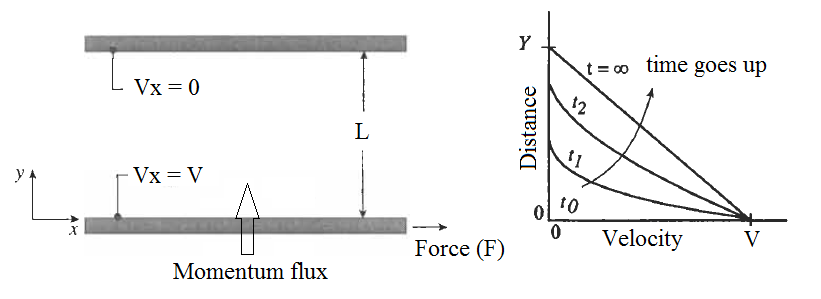 Vx = 0
L
Vx = V
y
x
Force (F)
Momentum flux
Y
t = ∞
time goes up
t2
t1
t0
Distance
0
0
Velocity
V